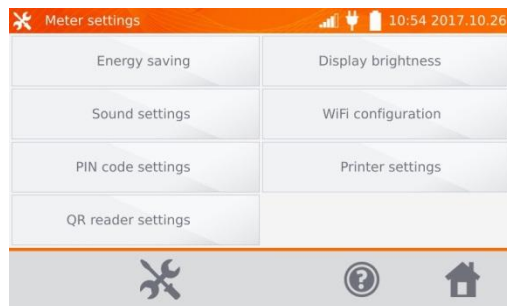 Meter settings 10:54 2017.10.26
Energy saving Display brightness
Sound settings WiFi configuration
PIN code settings Printer settings
QR reader settings
?